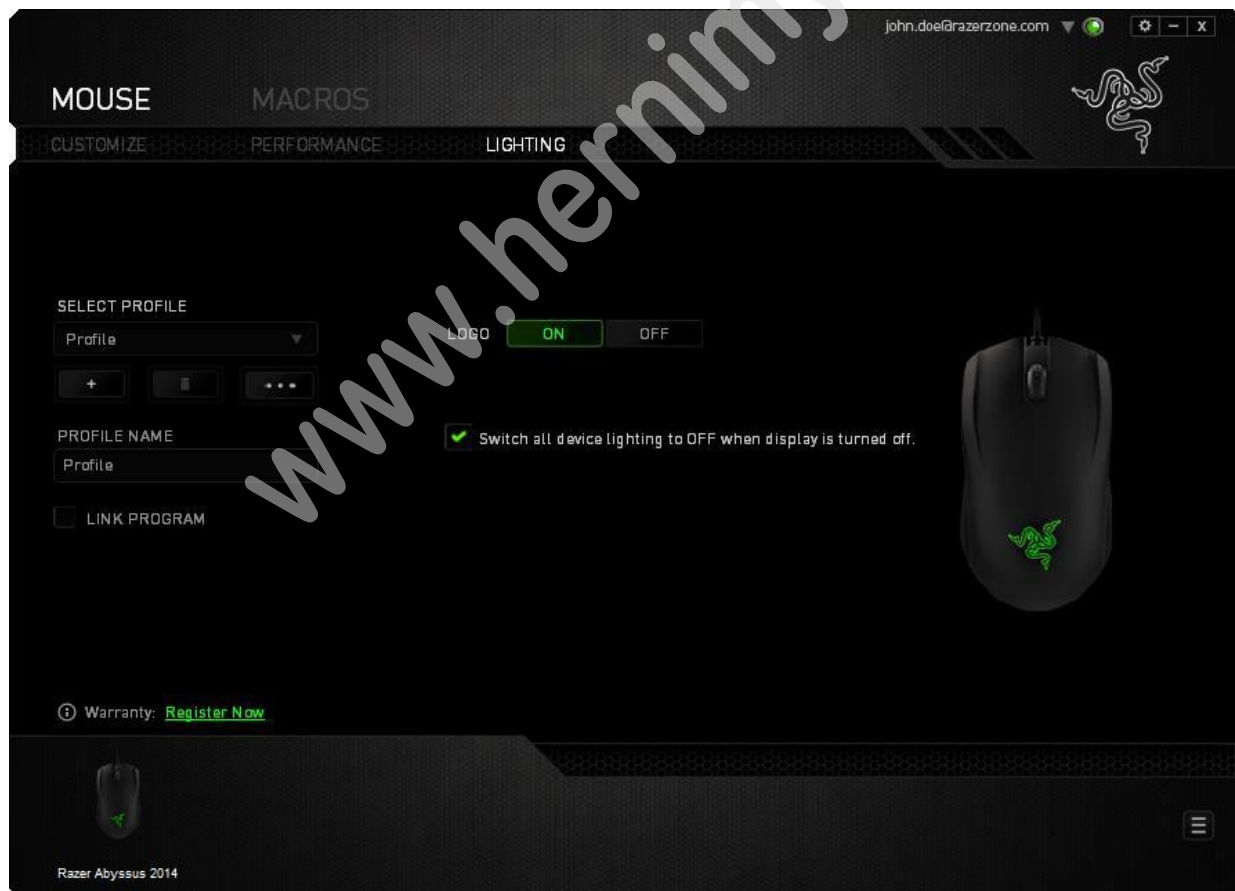 john.doe@razerzone.com
MOUSE MACROS
CUSTOMIZE PERFORMANCE LIGHTING
SELECT PROFILE
Profile
LOGO ON OFF
PROFILE NAME
Profile
Switch all device lighting to OFF when display is turned off.
LINK PROGRAM
Warranty: Register Now
Razer Abyssus 2014
www.hernimy